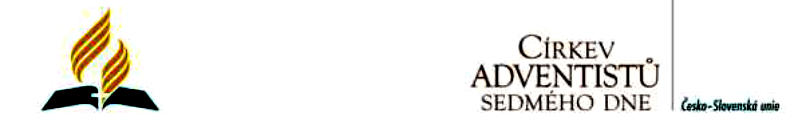 Církev
ADVENTISTŮ
SEDMÉHO DNE
Česko-Slovenská unie